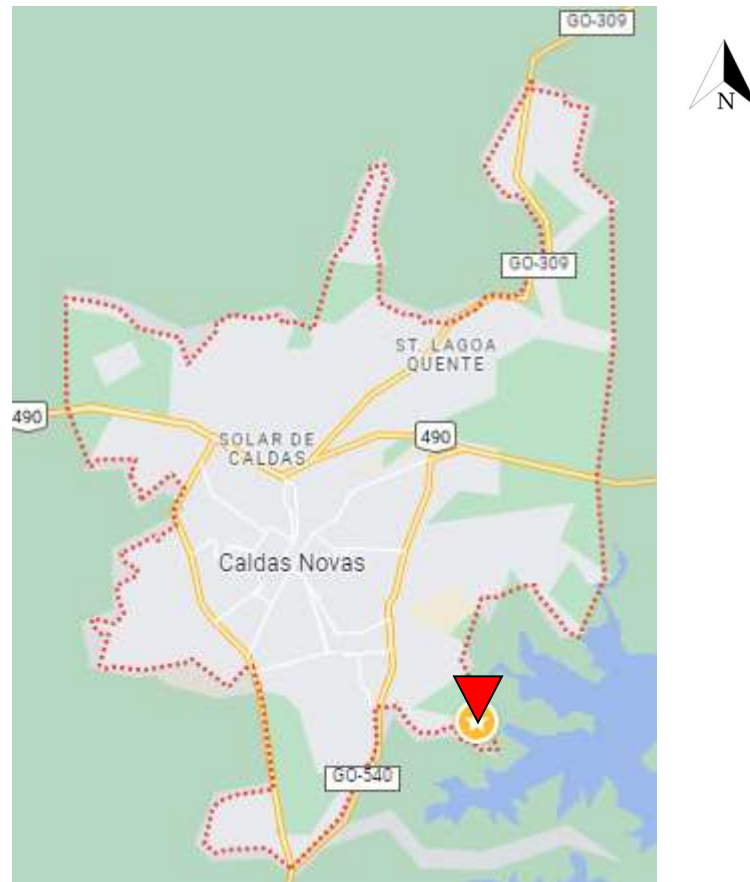 GO-309
N
GO-309
ST. LAGOA
QUENTE
490
SOLAR DE
CALDAS
490
Caldas Novas
GO-540